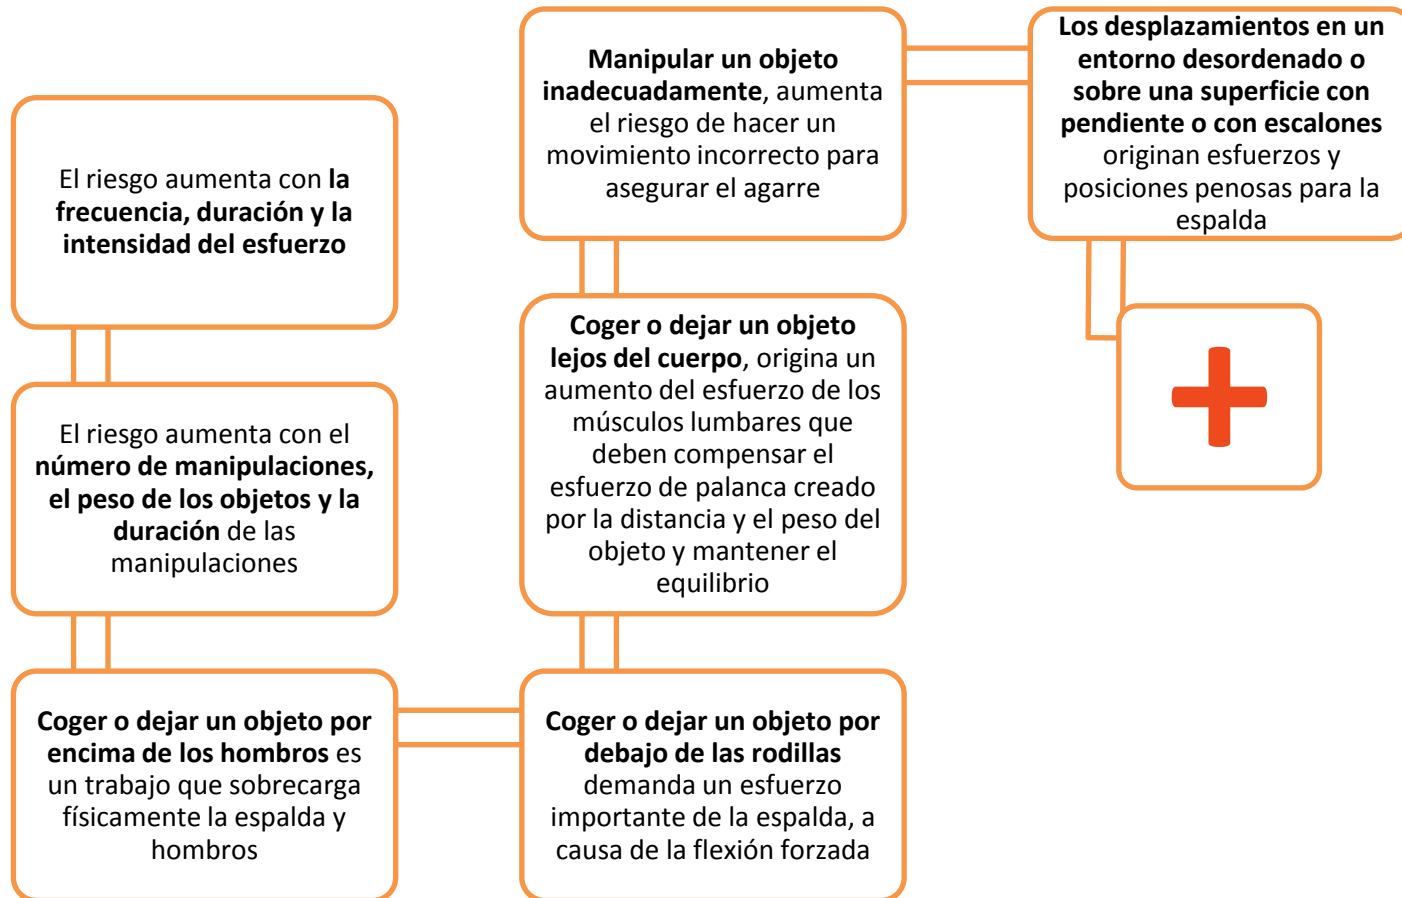 El riesgo aumenta con la
frecuencia, duración y la
intensidad del esfuerzo
El riesgo aumenta con el
número de manipulaciones,
el peso de los objetos y la
duración de las
manipulaciones
Coger o dejar un objeto por
encima de los hombros es
un trabajo que sobrecarga
físicamente la espalda y
hombros
Coger o dejar un objeto por
debajo de las rodillas
demanda un esfuerzo
importante de la espalda, a
causa de la flexión forzada
Coger o dejar un objeto
lejos del cuerpo, origina un
aumento del esfuerzo de los
músculos lumbares que
deben compensar el
esfuerzo de palanca creado
por la distancia y el peso del
objeto y mantener el
equilibrio
Manipular un objeto
inadecuadamente, aumenta
el riesgo de hacer un
movimiento incorrecto para
asegurar el agarre
Los desplazamientos en un
entorno desordenado o
sobre una superficie con
pendiente o con escalones
originan esfuerzos y
posiciones penosas para la
espalda